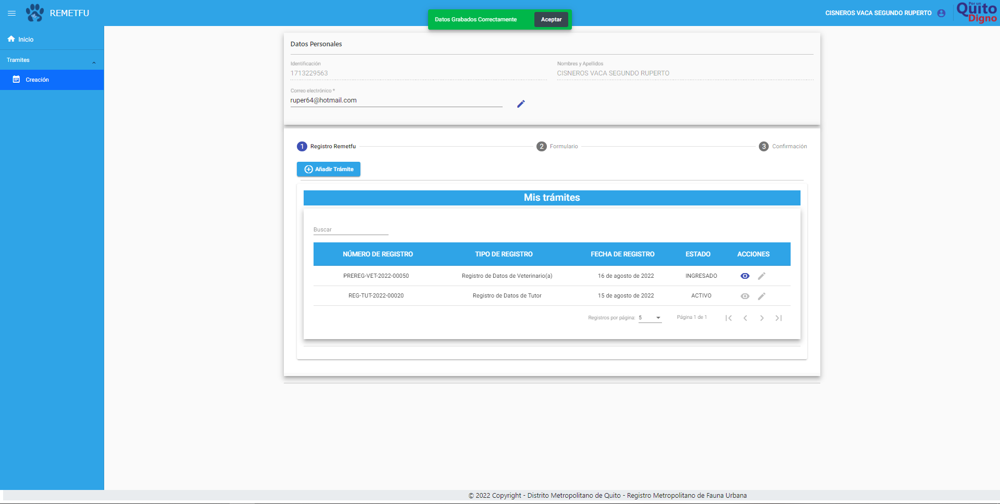 REMETFU
Datos Grabados Correctamente Aceptar
CISNEROS VACA SEGUNDO RUPERTO
Por un
Quito
Digno
Inicio
Tramites
Creación
Datos Personales
Identificación Nombres y Apellidos
1713229563 CISNEROS VACA SEGUNDO RUPERTO
Correo electrónico *
ruper64@hotmail.com
1 Registro Remetfu 2 Formulario 3 Confirmación
Añadir Trámite
Mis trámites
Buscar
NÚMERO DE REGISTRO TIPO DE REGISTRO FECHA DE REGISTRO ESTADO ACCIONES
PREREG-VET-2022-00050 Registro de Datos de Veterinario(a) 16 de agosto de 2022 INGRESADO
REG-TUT-2022-00020 Registro de Datos de Tutor 15 de agosto de 2022 ACTIVO
Registros por página: 5 Página 1 de 1
© 2022 Copyright - Distrito Metropolitano de Quito - Registro Metropolitano de Fauna Urbana